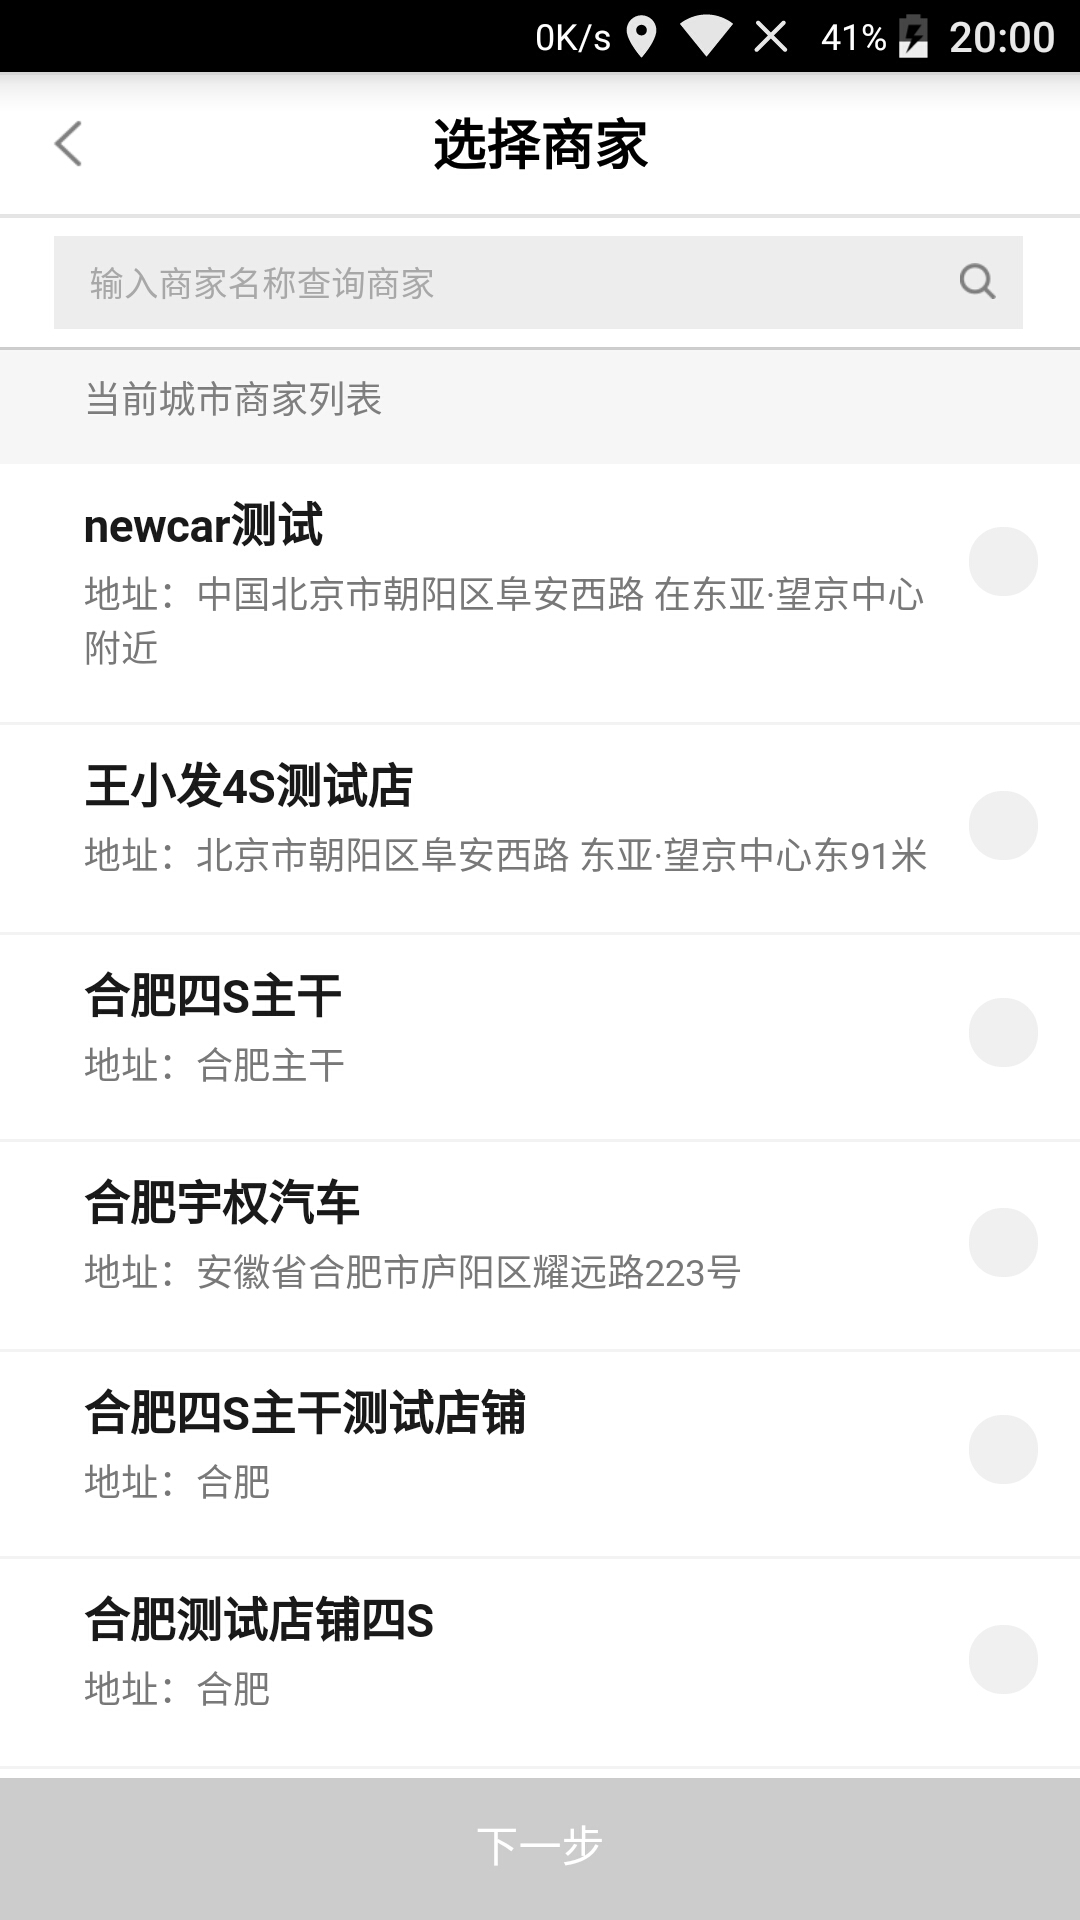 0K/s 41% 20:00
选择商家
输入商家名称查询商家
当前城市商家列表
newcar测试
地址：中国北京市朝阳区阜安西路 在东亚·望京中心
附近
王小发4S测试店
地址：北京市朝阳区阜安西路 东亚·望京中心东91米
合肥四S主干
地址：合肥主干
合肥宇权汽车
地址：安徽省合肥市庐阳区耀远路223号
合肥四S主干测试店铺
地址：合肥
合肥测试店铺四S
地址：合肥
下一步